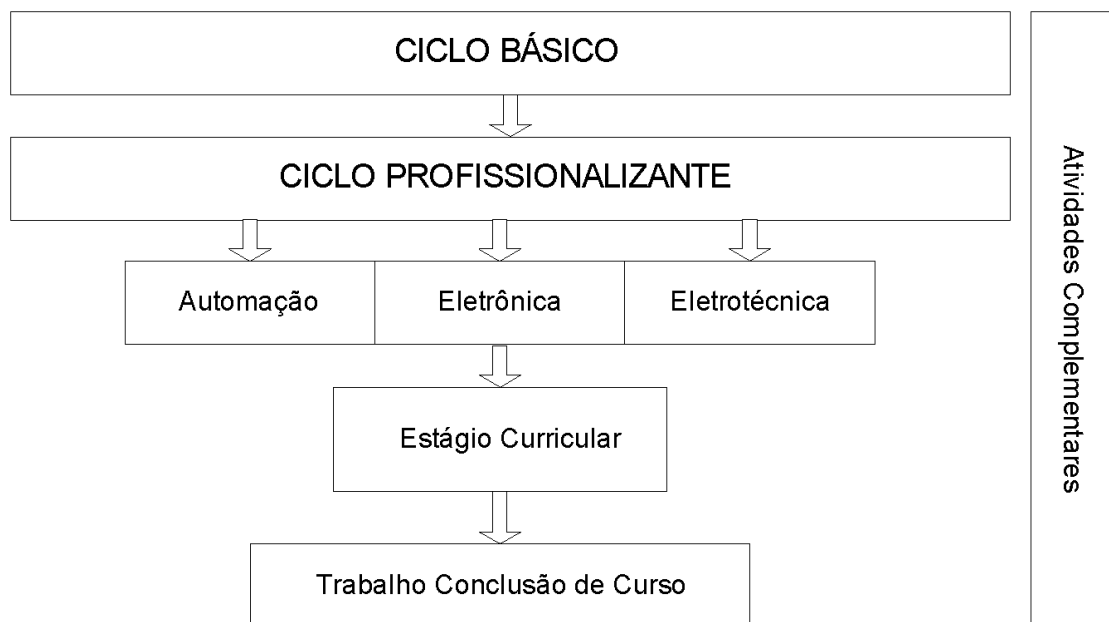 CICLO BÁSICO
CICLO PROFISSIONALIZANTE
Automação
Eletrônica
Eletrotécnica
Estágio Curricular
Trabalho Conclusão de Curso
Atividades Complementares